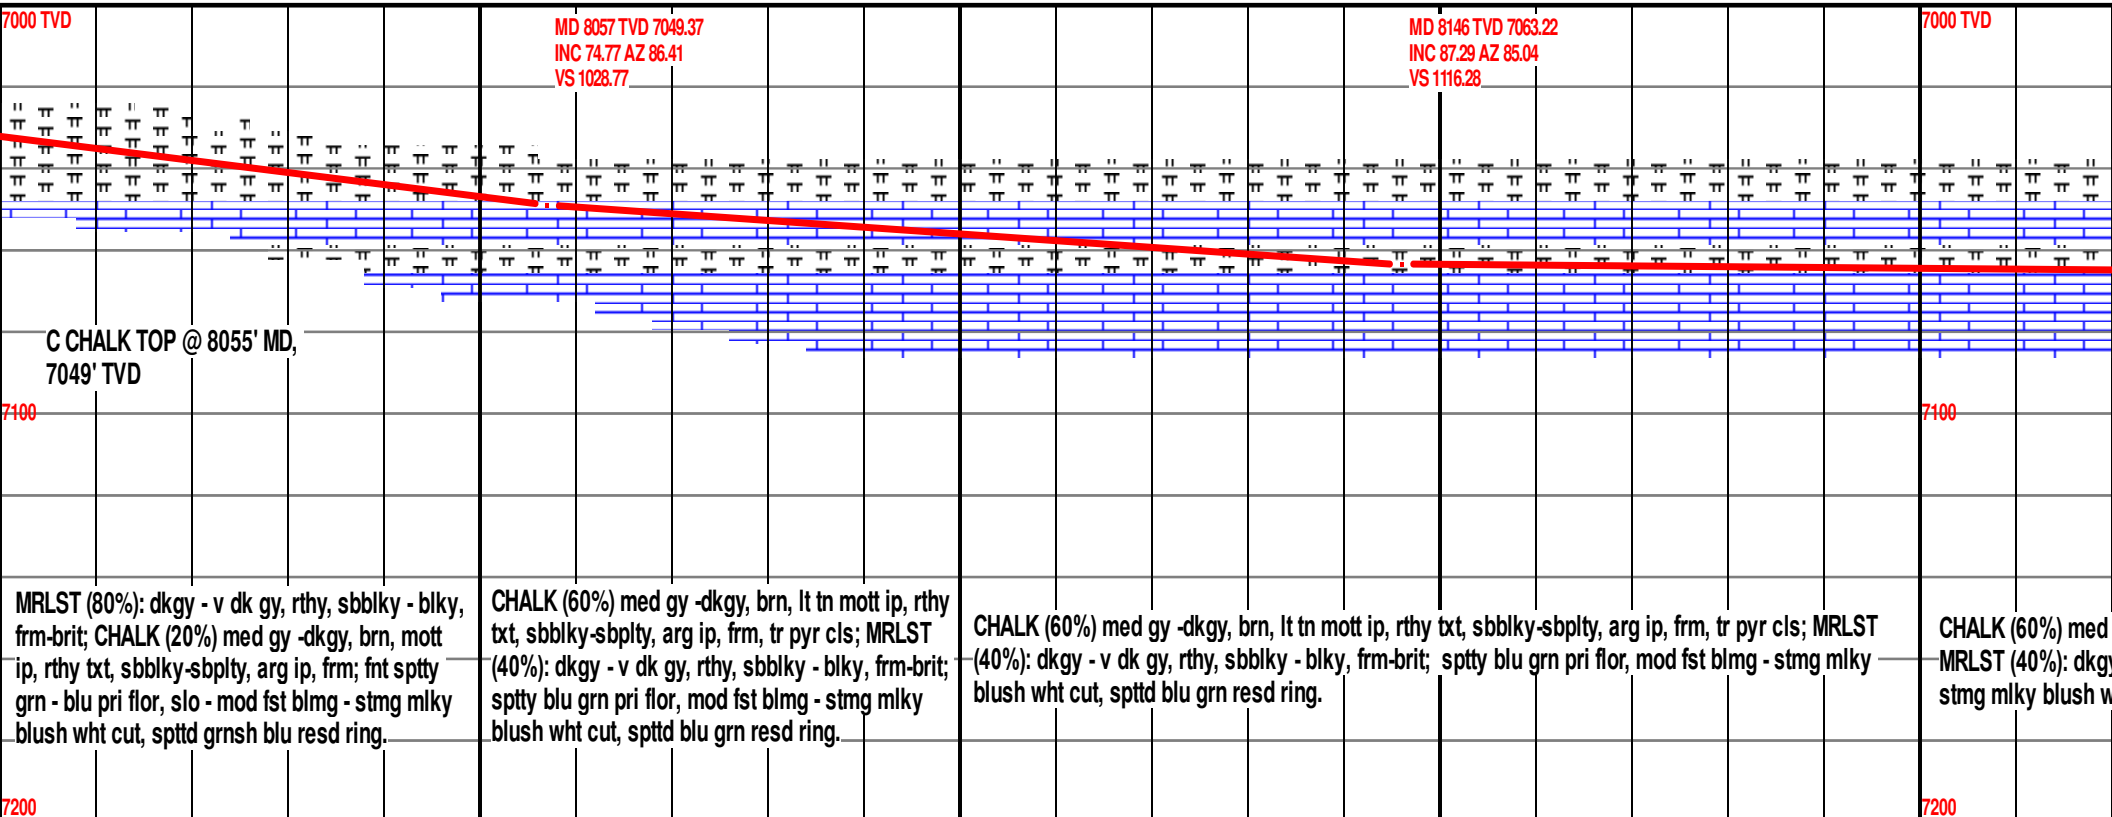 7000 TVD
MD 8057 TVD 7049.37
INC 74.77 AZ 86.41
VS 1028.77
MD 8146 TVD 7063.22
INC 87.29 AZ 85.04
VS 1116.28
7000 TVD
C CHALK TOP @ 8055' MD,
7049' TVD
7100
7100
MRLST (80%): dkgy - v dk gy, rthy, sbblky - blky,
frm-brit; CHALK (20%) med gy -dkgy, brn, mott
ip, rthy txt, sbblky-sbplty, arg ip, frm; fnt sptty
grn - blu pri flor, slo - mod fst blmg - stmg mlky
blush wht cut, spttd grnsh blu resd ring.
CHALK (60%) med gy -dkgy, brn, lt tn mott ip, rthy
txt, sbblky-sbplty, arg ip, frm, tr pyr cls; MRLST
(40%): dkgy - v dk gy, rthy, sbblky - blky, frm-brit;
sptty blu grn pri flor, mod fst blmg - stmg mlky
blush wht cut, spttd blu grn resd ring.
CHALK (60%) med gy -dkgy, brn, lt tn mott ip, rthy txt, sbblky-sbplty, arg ip, frm, tr pyr cls; MRLST
(40%): dkgy - v dk gy, rthy, sbblky - blky, frm-brit;  sptty blu grn pri flor, mod fst blmg - stmg mlky
blush wht cut, spttd blu grn resd ring.
CHALK (60%) med
MRLST (40%): dkgy
stmg mlky blush w
7200
7200